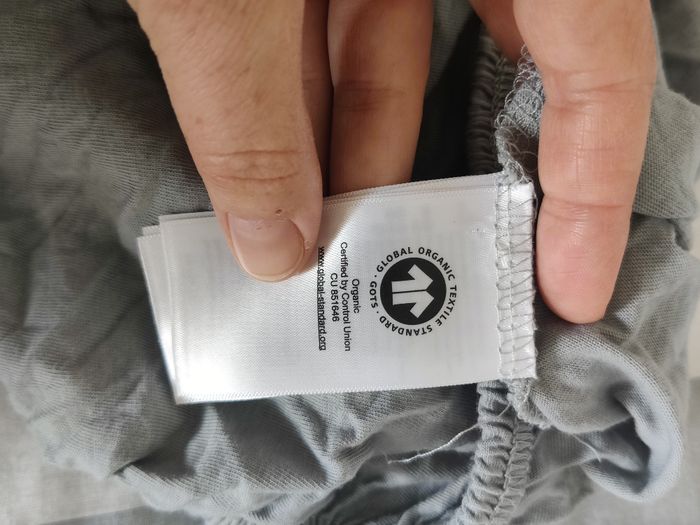 GLOBAL ORGANIC TEXTILE STANDARD · GOTS ·
Organic
Certified by Control Union
CU 851646
www.global-standard.org